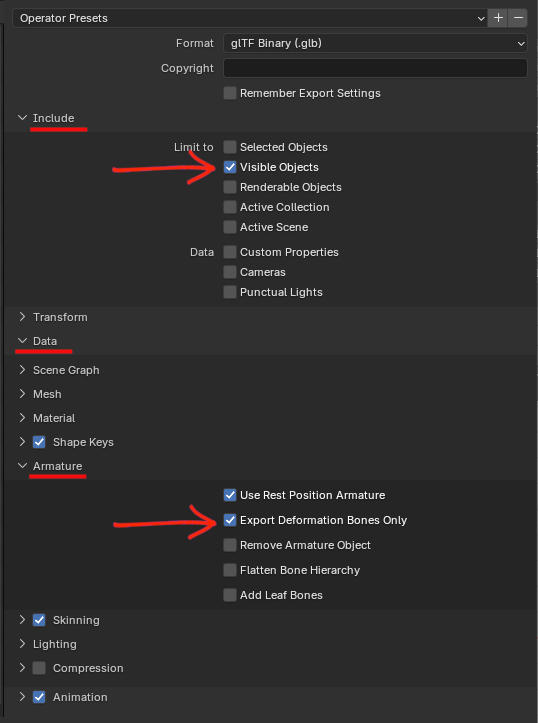 Operator Presets
Format glTF Binary (.glb)
Copyright
Remember Export Settings
Include
Limit to Selected Objects
Visible Objects
Renderable Objects
Active Collection
Active Scene
Data Custom Properties
Cameras
Punctual Lights
Transform
Data
Scene Graph
Mesh
Material
Shape Keys
Armature
Use Rest Position Armature
Export Deformation Bones Only
Remove Armature Object
Flatten Bone Hierarchy
Add Leaf Bones
Skinning
Lighting
Compression
Animation